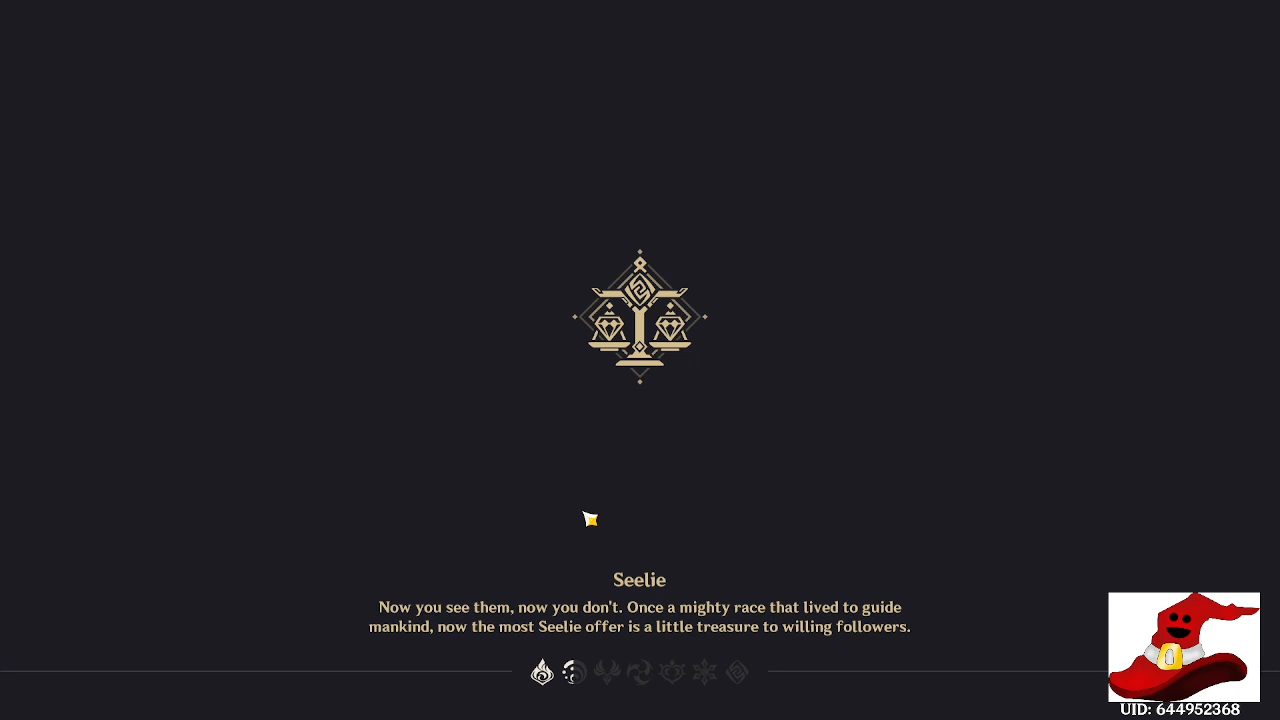 Seelie
Now you see them, now you don't. Once a mighty race that lived to guide
mankind, now the most Seelie offer is a little treasure to willing followers.
UID: 644952368